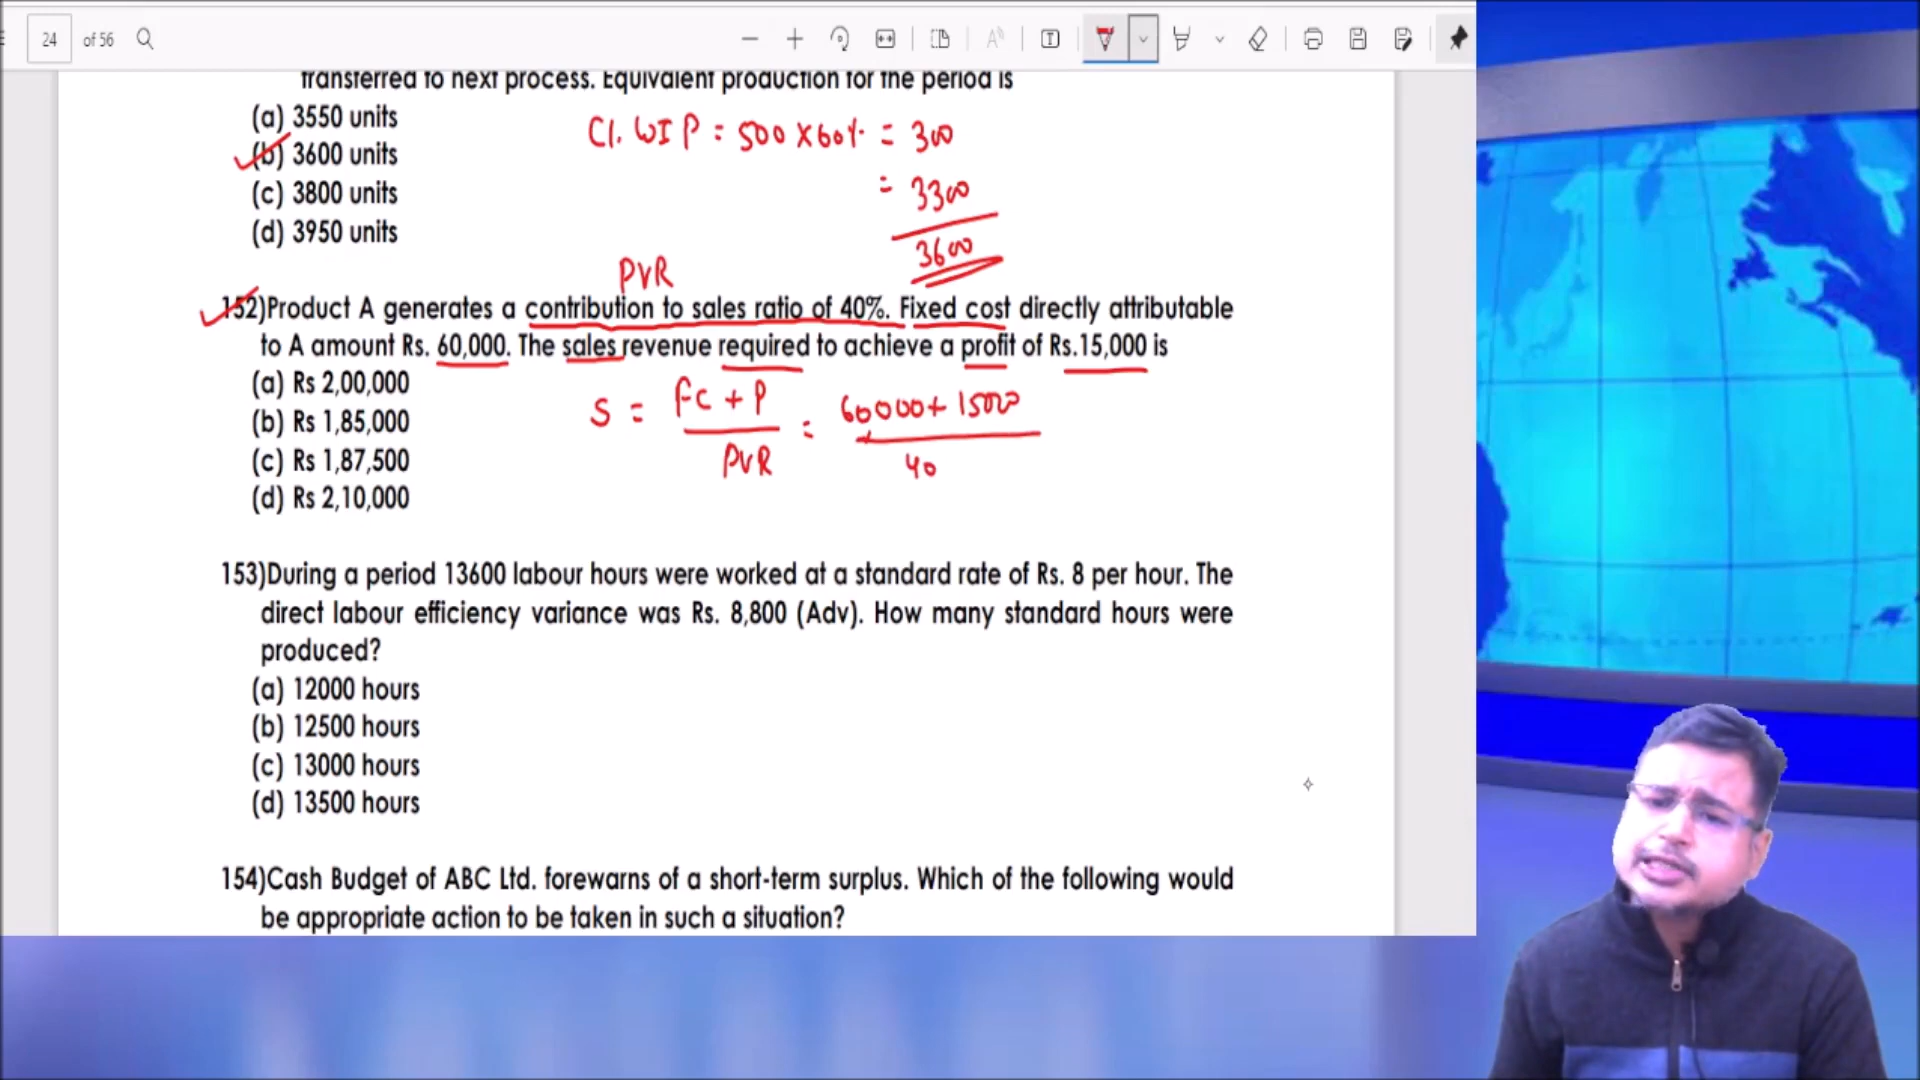 24 of 56
transferred to next process. Equivalent production for the period is
(a) 3550 units
Cl. WIP = 500 X 60% = 300
(b) 3600 units
(c) 3800 units
= 3300
(d) 3950 units
3600
PVR
152)Product A generates a contribution to sales ratio of 40%. Fixed cost directly attributable
to A amount Rs. 60,000. The sales revenue required to achieve a profit of Rs.15,000 is
(a) Rs 2,00,000
S = FC + P = 60000+ 15000
(b) Rs 1,85,000
PVR 40
(c) Rs 1,87,500
(d) Rs 2,10,000
153)During a period 13600 labour hours were worked at a standard rate of Rs. 8 per hour. The
direct labour efficiency variance was Rs. 8,800 (Adv). How many standard hours were
produced?
(a) 12000 hours
(b) 12500 hours
(c) 13000 hours
(d) 13500 hours
154)Cash Budget of ABC Ltd. forewarns of a short-term surplus. Which of the following would
be appropriate action to be taken in such a situation?